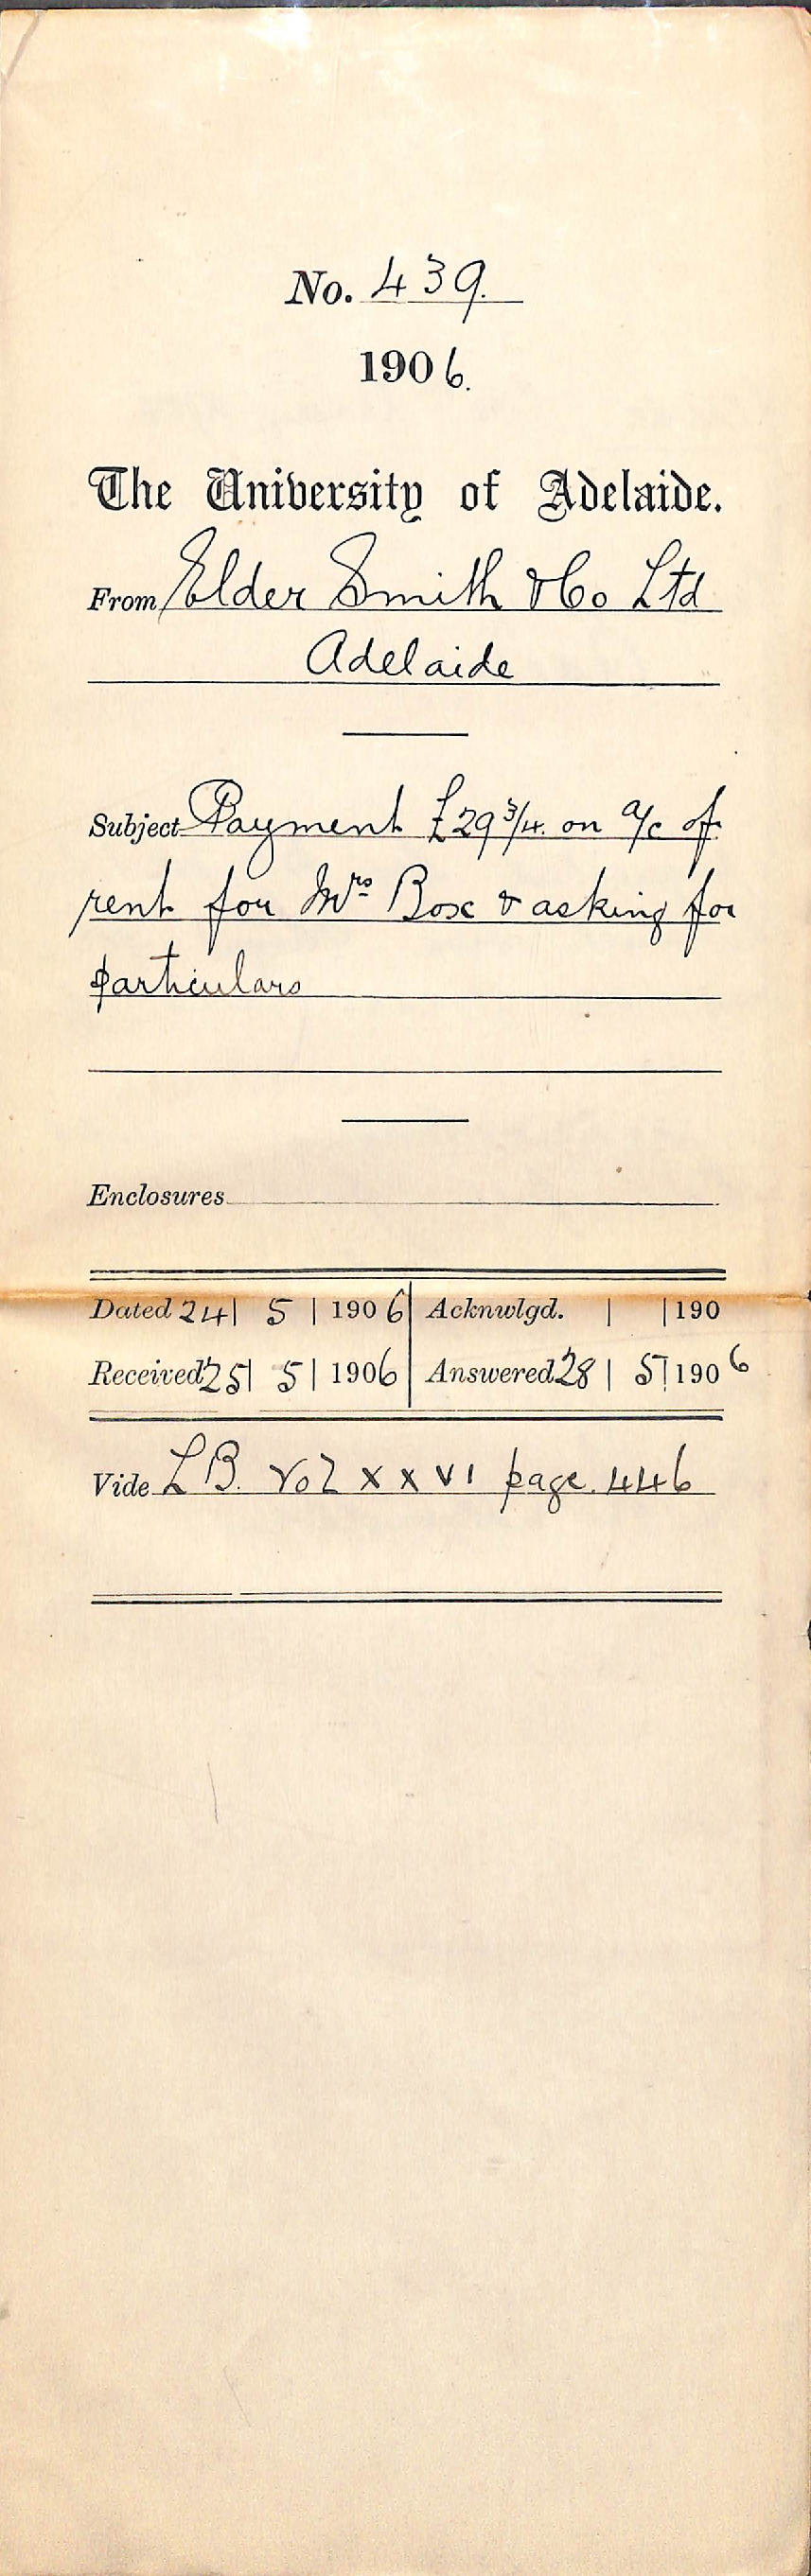 No. 439.
1906.
The University of Adelaide.
From Elder Smith & Co Ltd
Adelaide
Subject Payment £29 3/4. on a/c of
rent for Mrs Box & asking for
particulars
Enclosures
Dated 24 | 5 | 1906 Acknwlgd. | | 190
Received 25 | 5 | 1906 Answered 28 | 5 | 1906
Vide L B. Vol XXVI page. 446